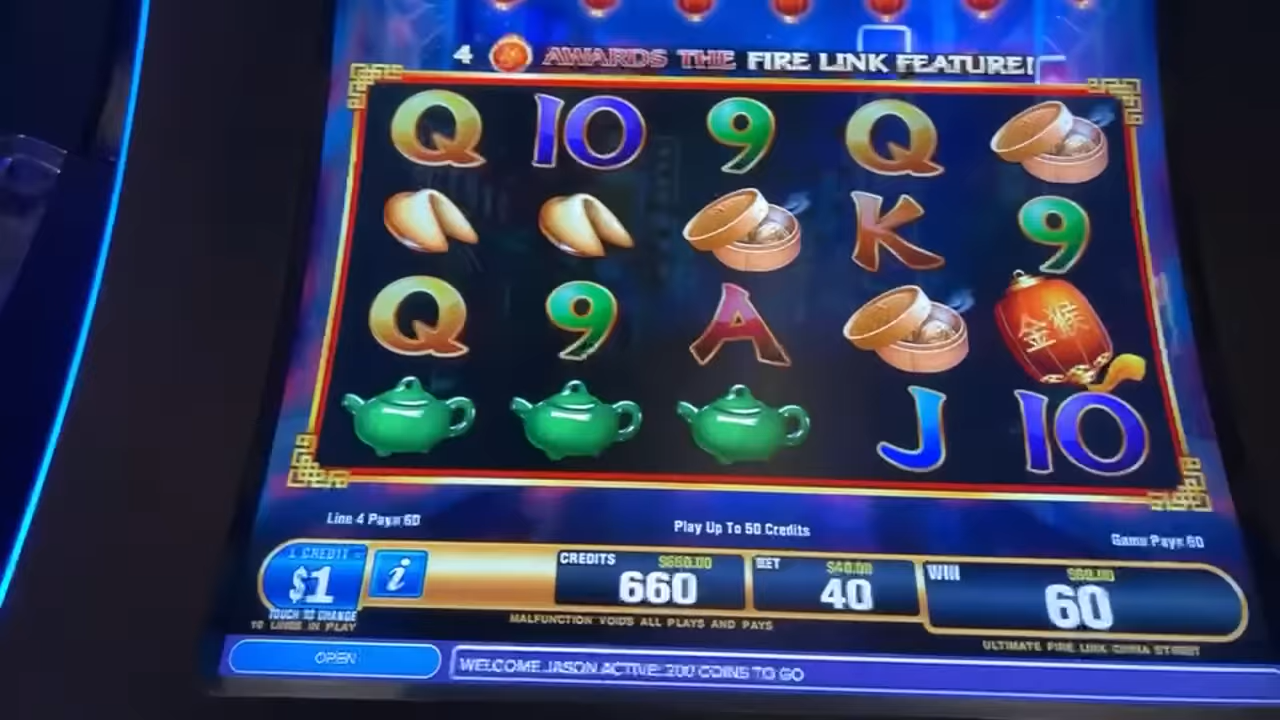 4 AWARDS THE FIRE LINK FEATURE!
Q 10 9 Q
K 9
Q 9 A 金猴
J 10
Line 4 Pays 60
Play Up To 50 Credits
Game Pays 60
1 CREDIT =
$1
TOUCH TO CHANGE
10 LINES IN PLAY
i
CREDITS $660.00
660
BET $40.00
40
WIN $60.00
60
MALFUNCTION VOIDS ALL PLAYS AND PAYS
ULTIMATE FIRE LINK CHINA STREET
OPEN
WELCOME JASON ACTIVE: 200 COINS TO GO